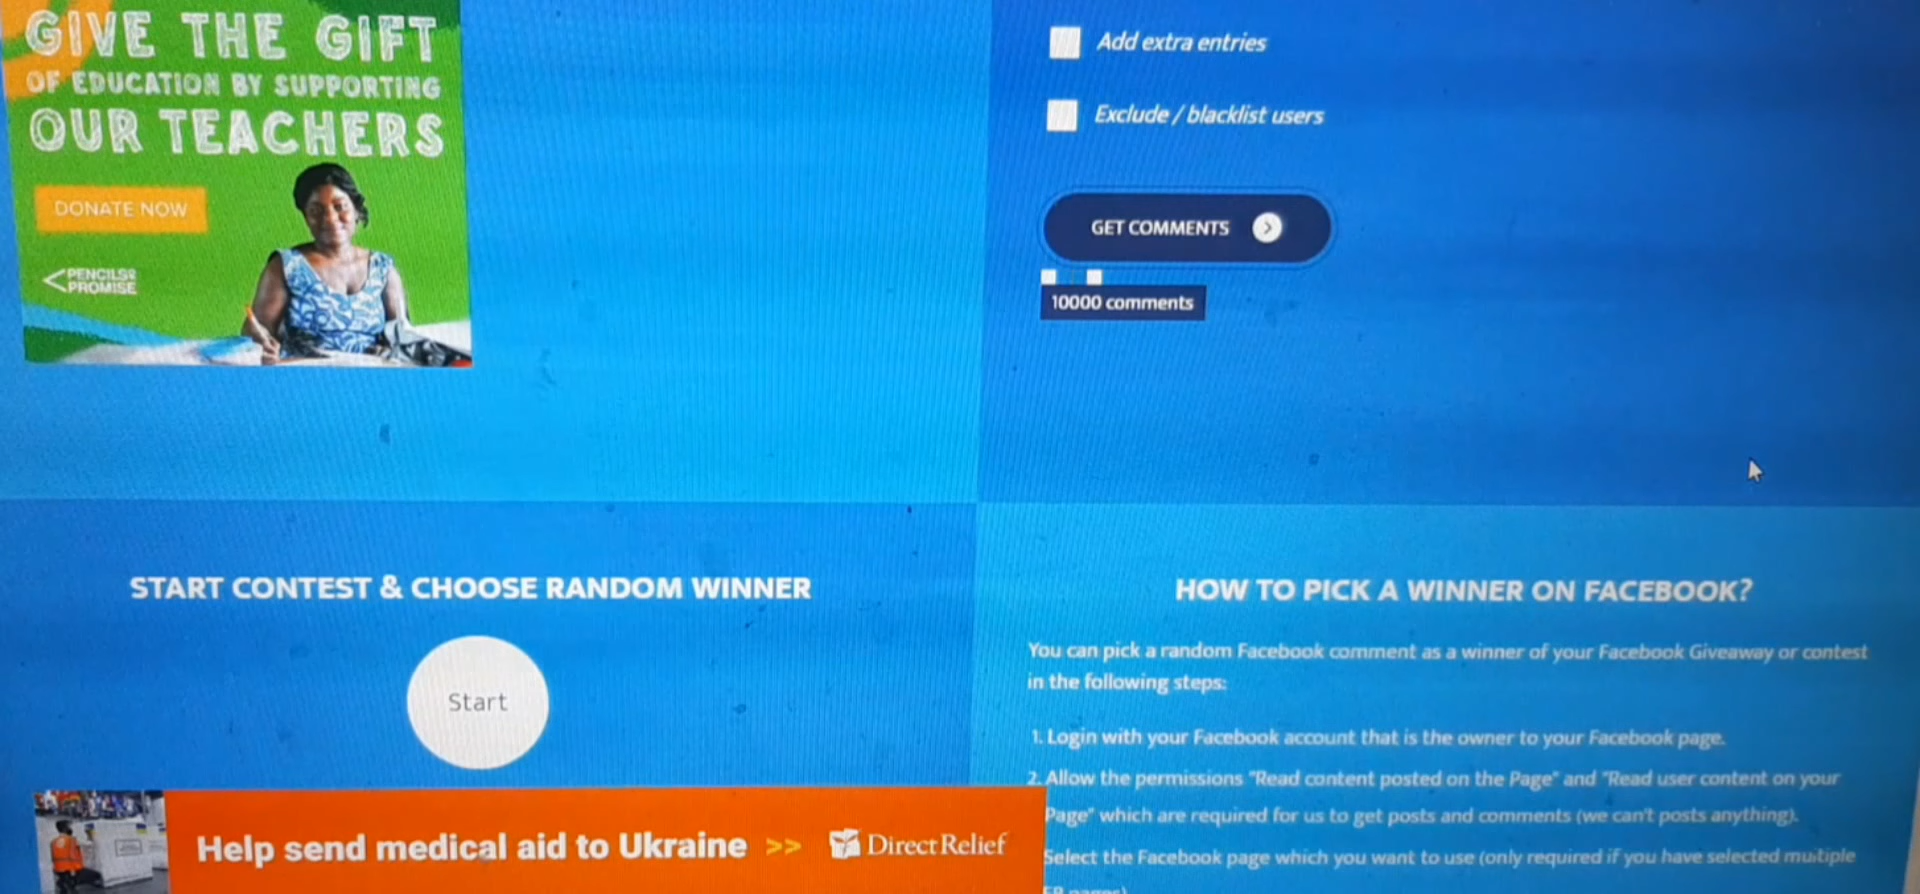 GIVE THE GIFT
OF EDUCATION BY SUPPORTING
OUR TEACHERS
DONATE NOW
PENCILS OF
PROMISE
Add extra entries
Exclude / blacklist users
GET COMMENTS
10000 comments
START CONTEST & CHOOSE RANDOM WINNER
Start
Help send medical aid to Ukraine >> Direct Relief
HOW TO PICK A WINNER ON FACEBOOK?
You can pick a random Facebook comment as a winner of your Facebook Giveaway or contest
in the following steps:
1. Login with your Facebook account that is the owner to your Facebook page.
2. Allow the permissions "Read content posted on the Page" and "Read user content on your
Page" which are required for us to get posts and comments (we can't posts anything).
Select the Facebook page which you want to use (only required if you have selected multiple
FB pages)